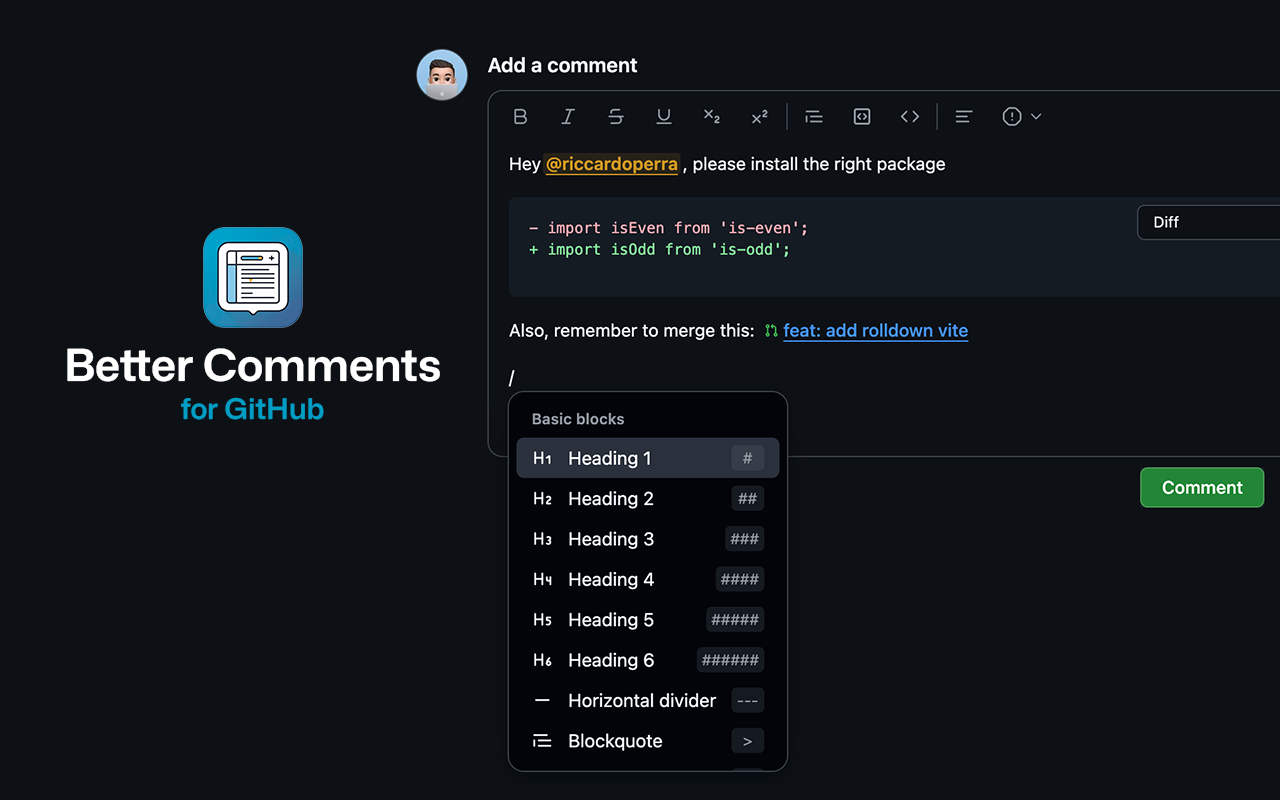 Better Comments
for GitHub
Add a comment
B I S U X₂ x²
Hey @riccardoperra , please install the right package
Diff
- import isEven from 'is-even';
+ import isOdd from 'is-odd';
Also, remember to merge this: feat: add rolldown vite
/
Basic blocks
H1 Heading 1 #
H2 Heading 2 ##
H3 Heading 3 ###
H4 Heading 4 ####
H5 Heading 5 #####
H6 Heading 6 ######
Horizontal divider ---
Blockquote >
Comment